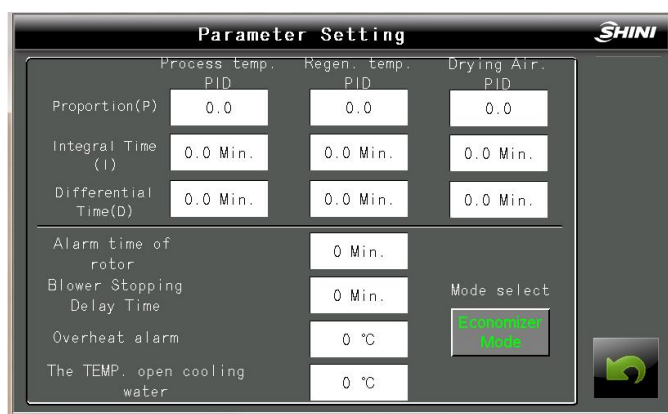 Parameter Setting
SHINI
Process temp. Regen. temp. Drying Air.
PID PID PID
Proportion(P) 0.0 0.0 0.0
Integral Time
(I) 0.0 Min. 0.0 Min. 0.0 Min.
Differential
Time(D) 0.0 Min. 0.0 Min. 0.0 Min.
Alarm time of
rotor 0 Min.
Blower Stopping
Delay Time 0 Min.
Mode select
Economizer
Mode
Overheat alarm 0 ℃
The TEMP. open cooling
water 0 ℃